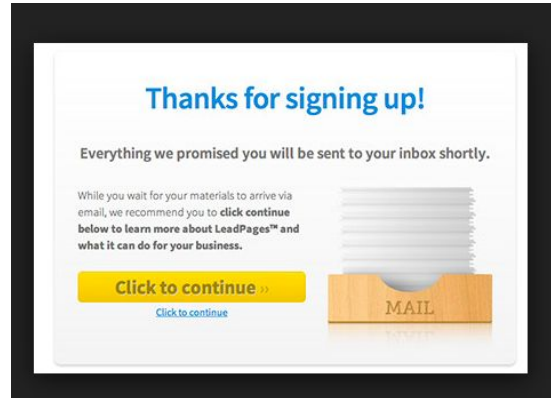 Thanks for signing up!
Everything we promised you will be sent to your inbox shortly.
While you wait for your materials to arrive via
email, we recommend you to click continue
below to learn more about LeadPages™ and
what it can do for your business.
Click to continue ››
Click to continue
MAIL